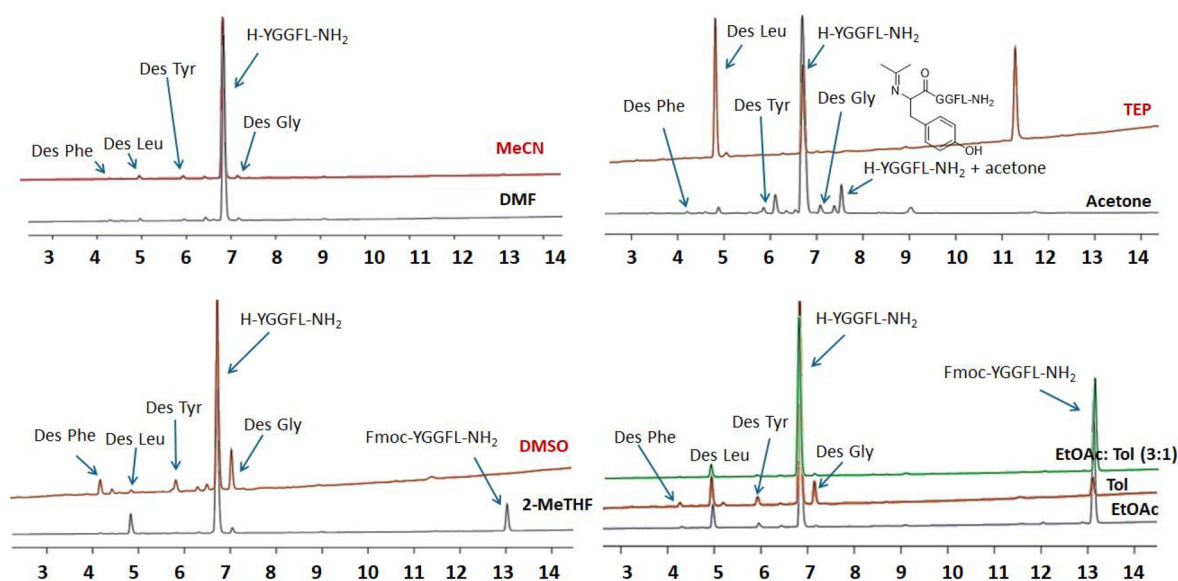 H-YGGFL-NH2
Des Tyr
Des Gly
Des Phe
Des Leu
MeCN
DMF
3 4 5 6 7 8 9 10 11 12 13 14
Des Leu
H-YGGFL-NH2
O
N
GGFL-NH2
OH
Des Phe
Des Tyr
Des Gly
TEP
H-YGGFL-NH2 + acetone
Acetone
3 4 5 6 7 8 9 10 11 12 13 14
H-YGGFL-NH2
Des Tyr
Des Phe
Des Leu
Des Gly
Fmoc-YGGFL-NH2
DMSO
2-MeTHF
3 4 5 6 7 8 9 10 11 12 13 14
H-YGGFL-NH2
Fmoc-YGGFL-NH2
Des Tyr
Des Phe
Des Leu
Des Gly
EtOAc: Tol (3:1)
Tol
EtOAc
3 4 5 6 7 8 9 10 11 12 13 14